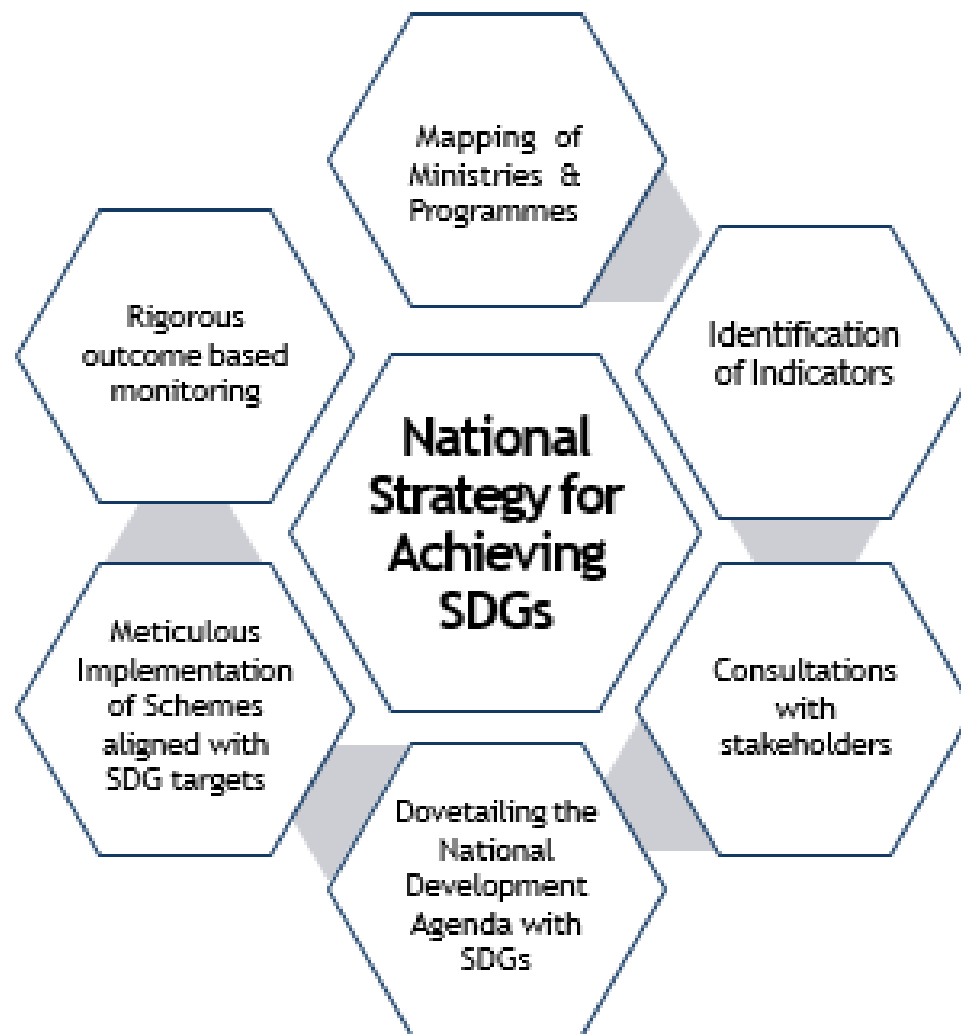 Mapping of
Ministries &
Programmes
Identification
of Indicators
Consultations
with
stakeholders
Dovetailing the
National
Development
Agenda with
SDGs
Meticulous
Implementation
of Schemes
aligned with
SDG targets
Rigorous
outcome based
monitoring
National
Strategy for
Achieving
SDGs